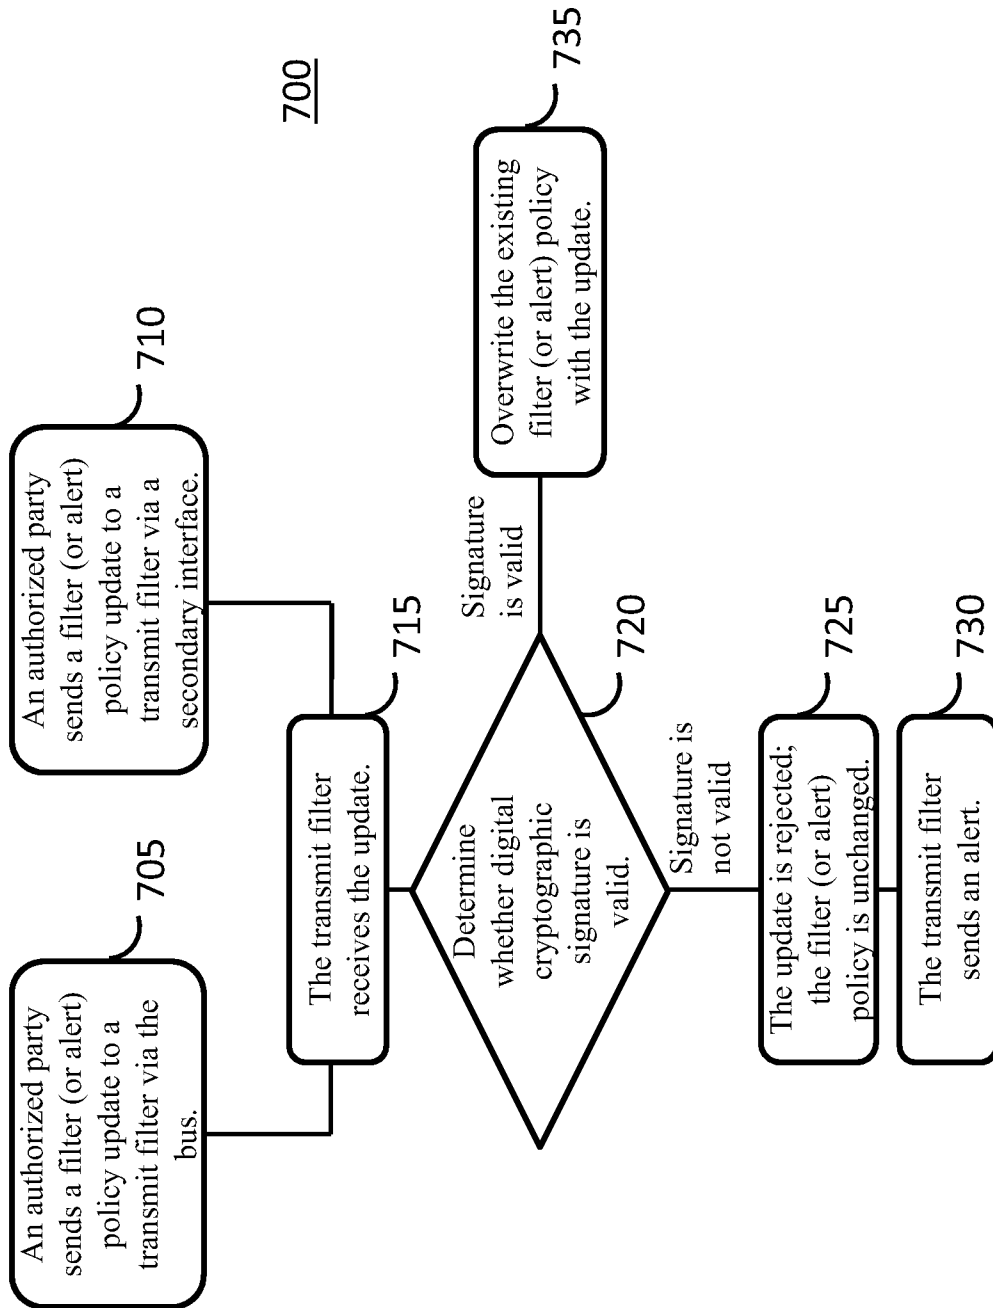 700
An authorized party
sends a filter (or alert)
policy update to a
transmit filter via the
bus.
705
An authorized party
sends a filter (or alert)
policy update to a
transmit filter via a
secondary interface.
710
The transmit filter
receives the update.
715
Determine
whether digital
cryptographic
signature is
valid.
720
Signature
is valid
Overwrite the existing
filter (or alert) policy
with the update.
735
Signature is
not valid
The update is rejected;
the filter (or alert)
policy is unchanged.
725
The transmit filter
sends an alert.
730